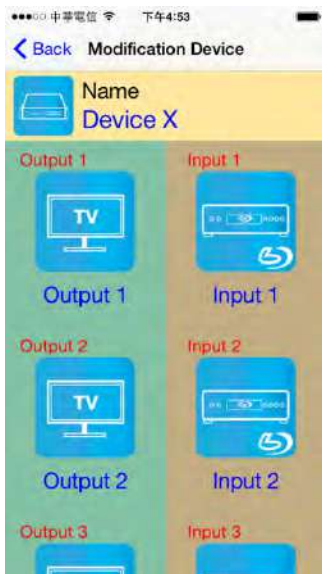 中華電信 下午4:53
Back Modification Device
Name
Device X
Output 1 Input 1
TV
Output 1 Input 1
Output 2 Input 2
TV
Output 2 Input 2
Output 3 Input 3